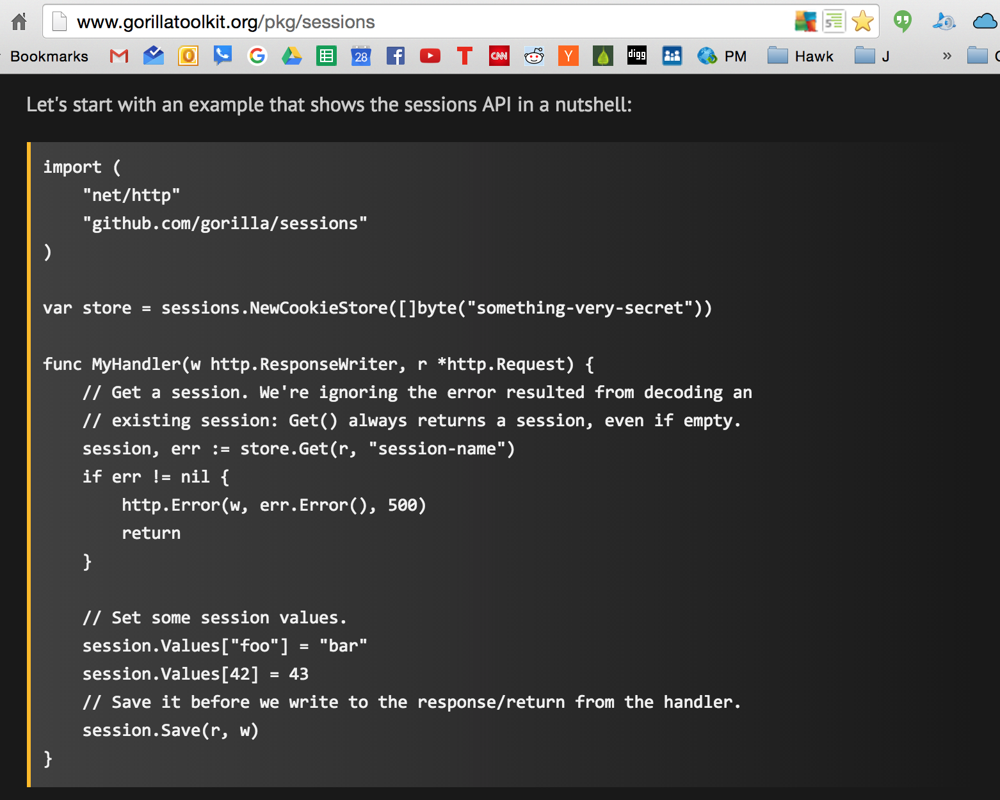 www.gorillatoolkit.org/pkg/sessions
Bookmarks 28 T CNN Y digg PM Hawk J »
Let's start with an example that shows the sessions API in a nutshell:
import (
    "net/http"
    "github.com/gorilla/sessions"
)
var store = sessions.NewCookieStore([]byte("something-very-secret"))
func MyHandler(w http.ResponseWriter, r *http.Request) {
    // Get a session. We're ignoring the error resulted from decoding an
    // existing session: Get() always returns a session, even if empty.
    session, err := store.Get(r, "session-name")
    if err != nil {
        http.Error(w, err.Error(), 500)
        return
    }
    // Set some session values.
    session.Values["foo"] = "bar"
    session.Values[42] = 43
    // Save it before we write to the response/return from the handler.
    session.Save(r, w)
}